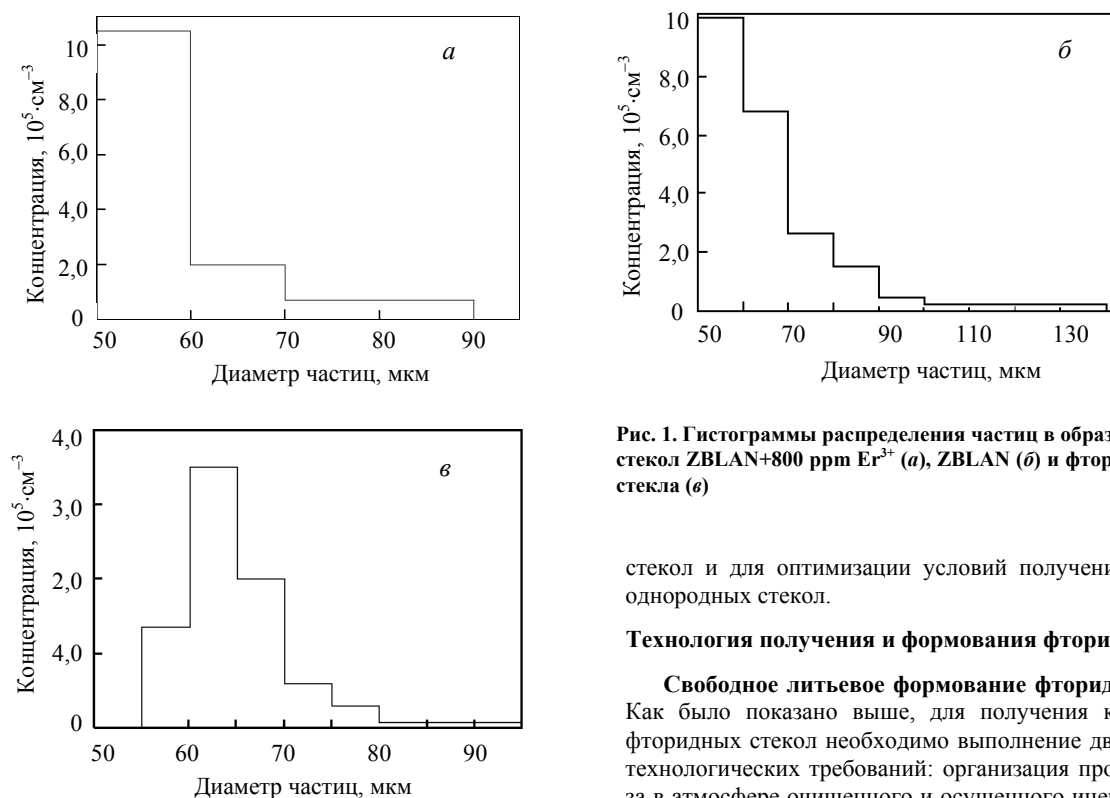 Концентрация, 10⁵·см⁻³
10
8,0
6,0
4,0
2,0
0
а
50 60 70 80 90
Диаметр частиц, мкм
Концентрация, 10⁵·см⁻³
10
8,0
6,0
4,0
2,0
0
б
50 70 90 110 130
Диаметр частиц, мкм
Концентрация, 10⁵·см⁻³
4,0
3,0
2,0
4,0
0
в
50 60 70 80 90
Диаметр частиц, мкм
Рис. 1. Гистограммы распределения частиц в образ
стекол ZBLAN+800 ppm Er³⁺ (а), ZBLAN (б) и фтор
стекла (в)
стекол и для оптимизации условий получени
однородных стекол.
Технология получения и формования фтори
Свободное литьевое формование фторид
Как было показано выше, для получения к
фторидных стекол необходимо выполнение дв
технологических требований: организация про